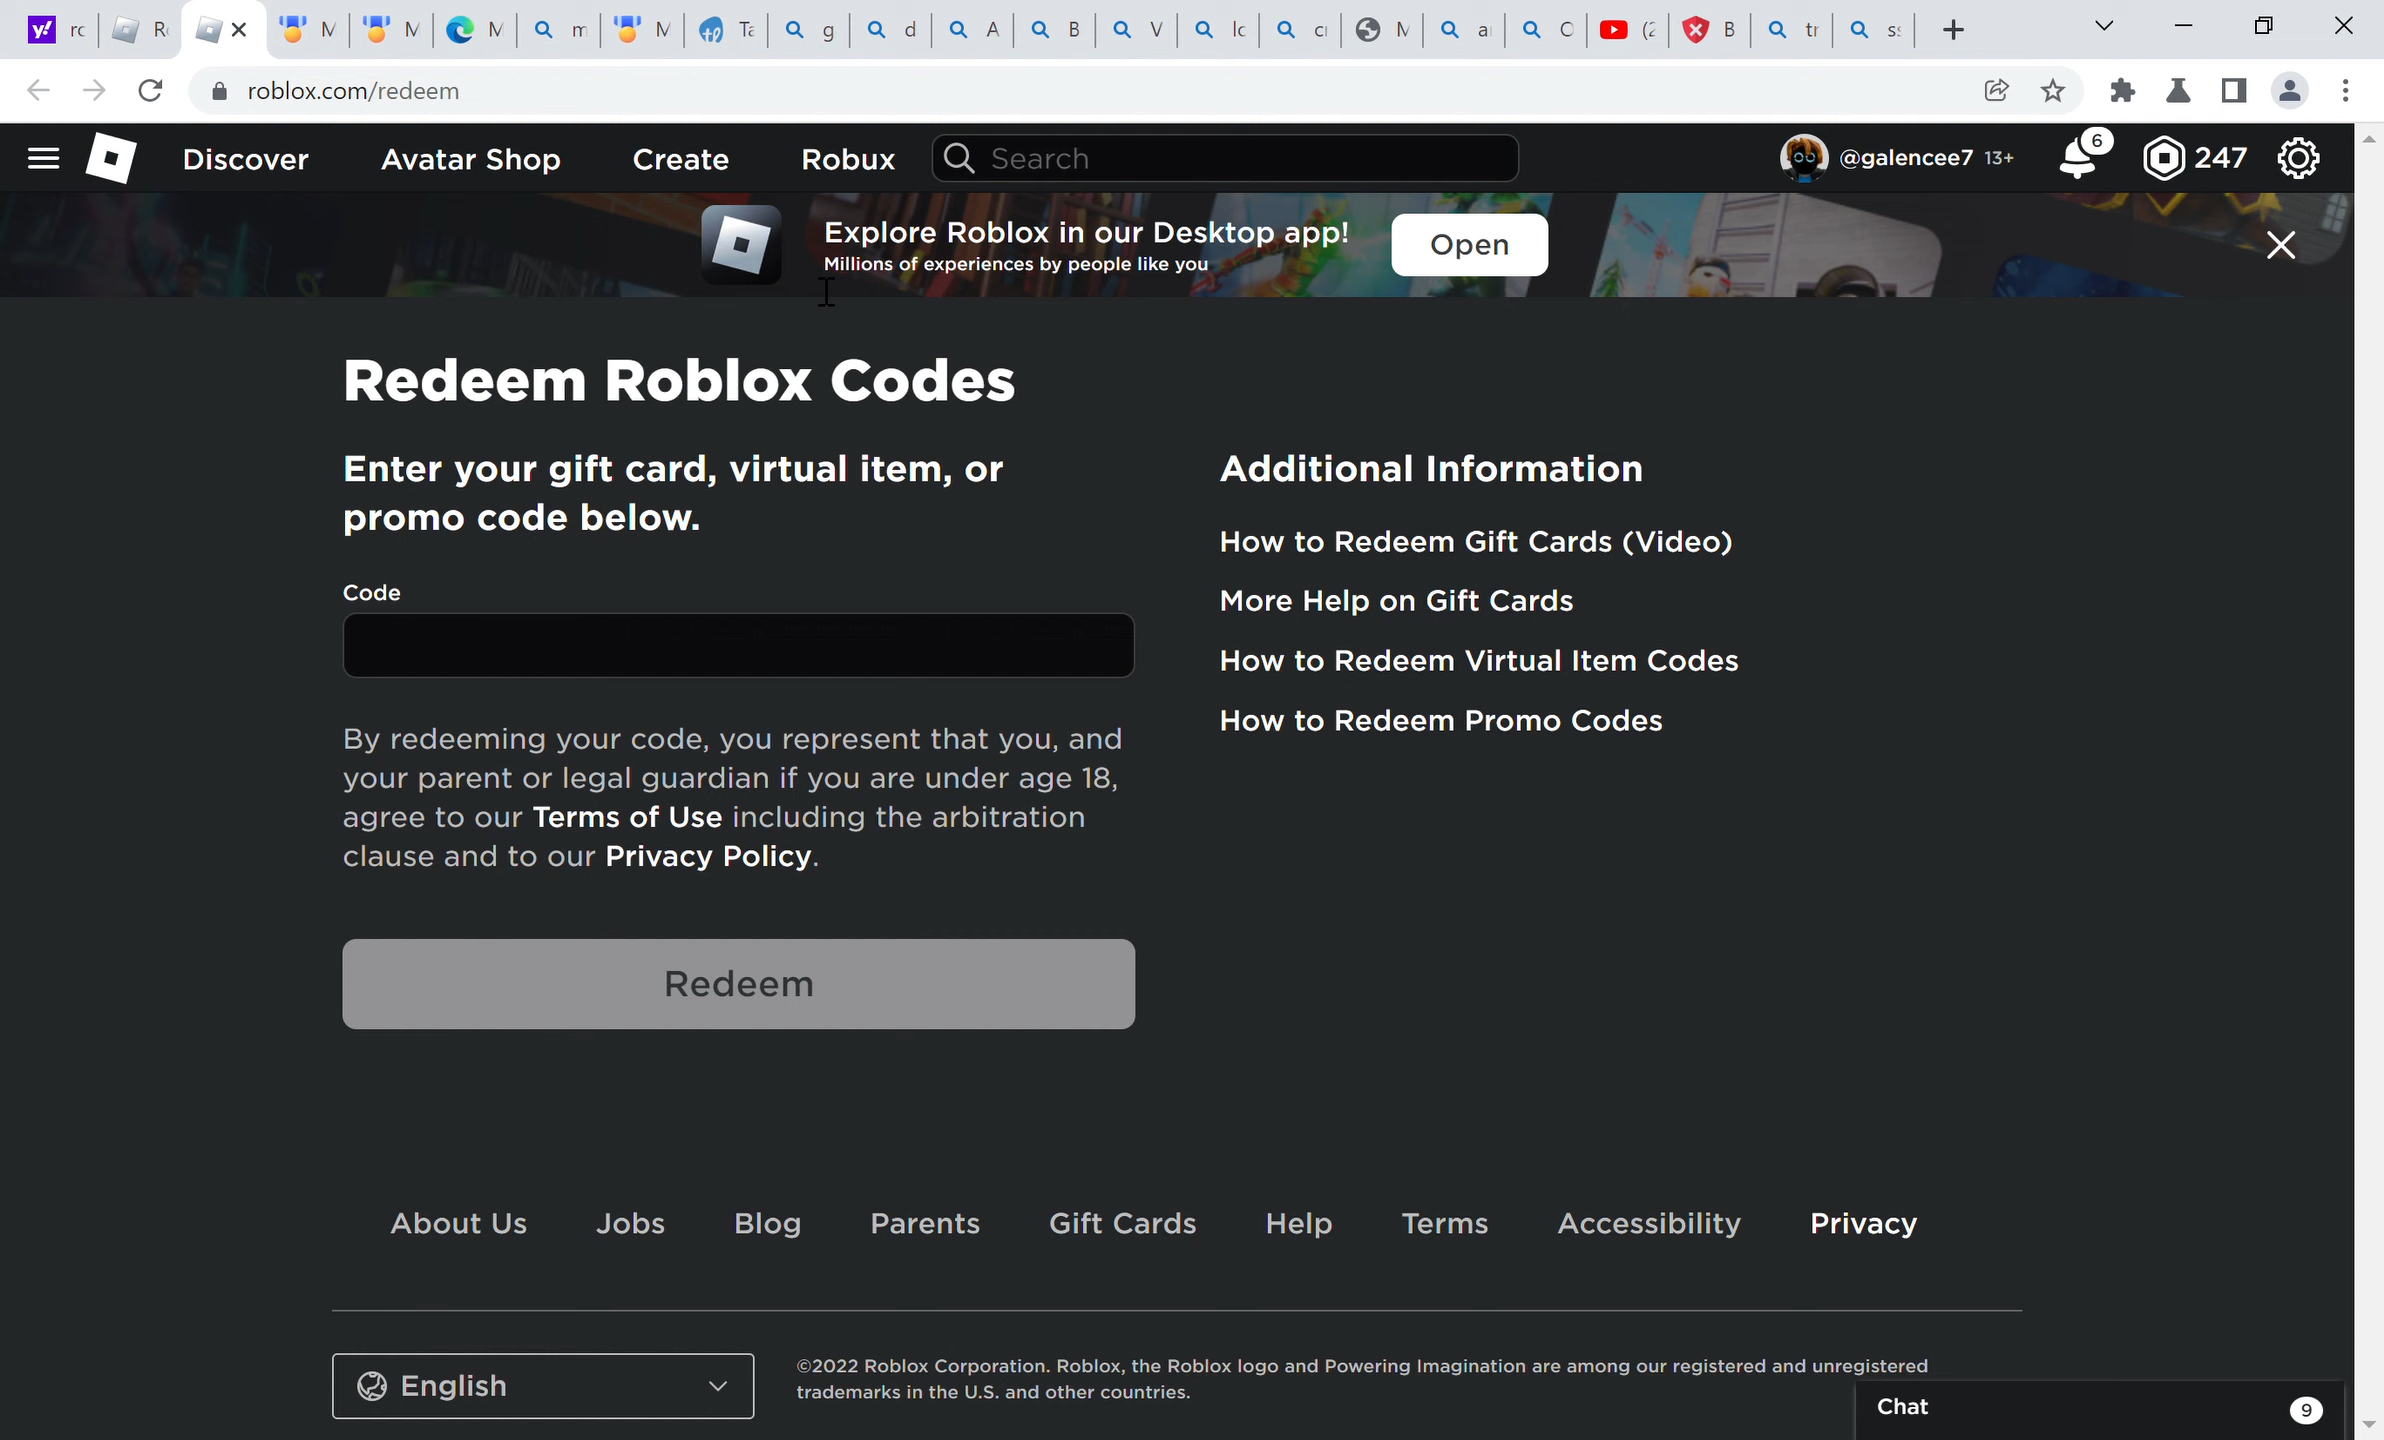 rc R M M M m M Ta g d A B V lc M a C B tr
roblox.com/redeem
Discover Avatar Shop Create Robux Search @galencee7 13+ 6 247
Explore Roblox in our Desktop app! Open
Millions of experiences by people like you
Redeem Roblox Codes
Enter your gift card, virtual item, or
promo code below.
Code
By redeeming your code, you represent that you, and
your parent or legal guardian if you are under age 18,
agree to our Terms of Use including the arbitration
clause and to our Privacy Policy.
Redeem
Additional Information
How to Redeem Gift Cards (Video)
More Help on Gift Cards
How to Redeem Virtual Item Codes
How to Redeem Promo Codes
About Us Jobs Blog Parents Gift Cards Help Terms Accessibility Privacy
English
©2022 Roblox Corporation. Roblox, the Roblox logo and Powering Imagination are among our registered and unregistered
trademarks in the U.S. and other countries.
Chat 9